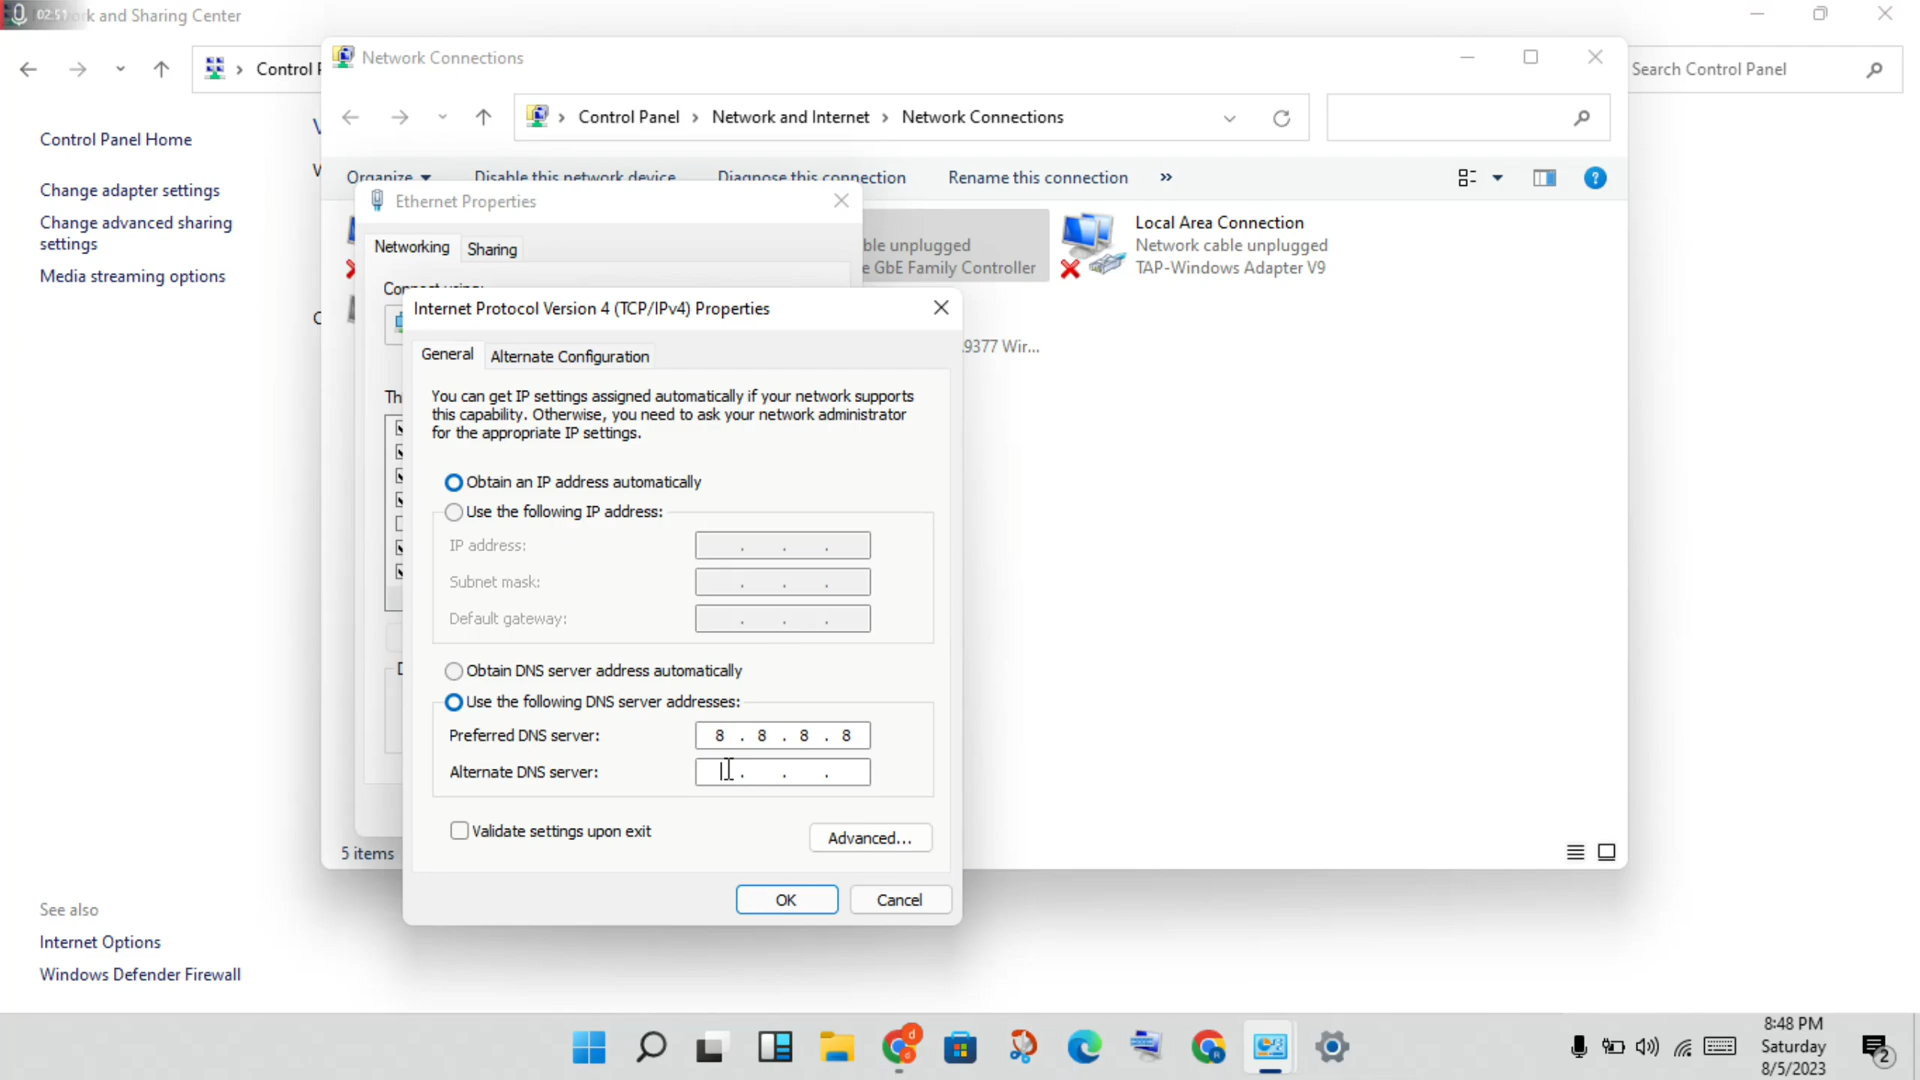 02:51
ork and Sharing Center
Control P
Search Control Panel
Control Panel Home
Change adapter settings
Change advanced sharing
settings
Media streaming options
See also
Internet Options
Windows Defender Firewall
Network Connections
Control Panel > Network and Internet > Network Connections
Organize Disable this network device Diagnose this connection Rename this connection »
ble unplugged
e GbE Family Controller
Local Area Connection
Network cable unplugged
TAP-Windows Adapter V9
.9377 Wir...
5 items
Ethernet Properties
Networking Sharing
Connect using:
Thi
Internet Protocol Version 4 (TCP/IPv4) Properties
General Alternate Configuration
You can get IP settings assigned automatically if your network supports
this capability. Otherwise, you need to ask your network administrator
for the appropriate IP settings.
Obtain an IP address automatically
Use the following IP address:
IP address: . . .
Subnet mask: . . .
Default gateway: . . .
Obtain DNS server address automatically
Use the following DNS server addresses:
Preferred DNS server: 8 . 8 . 8 . 8
Alternate DNS server: . . .
Validate settings upon exit
Advanced...
OK Cancel
8:48 PM
Saturday
8/5/2023
2